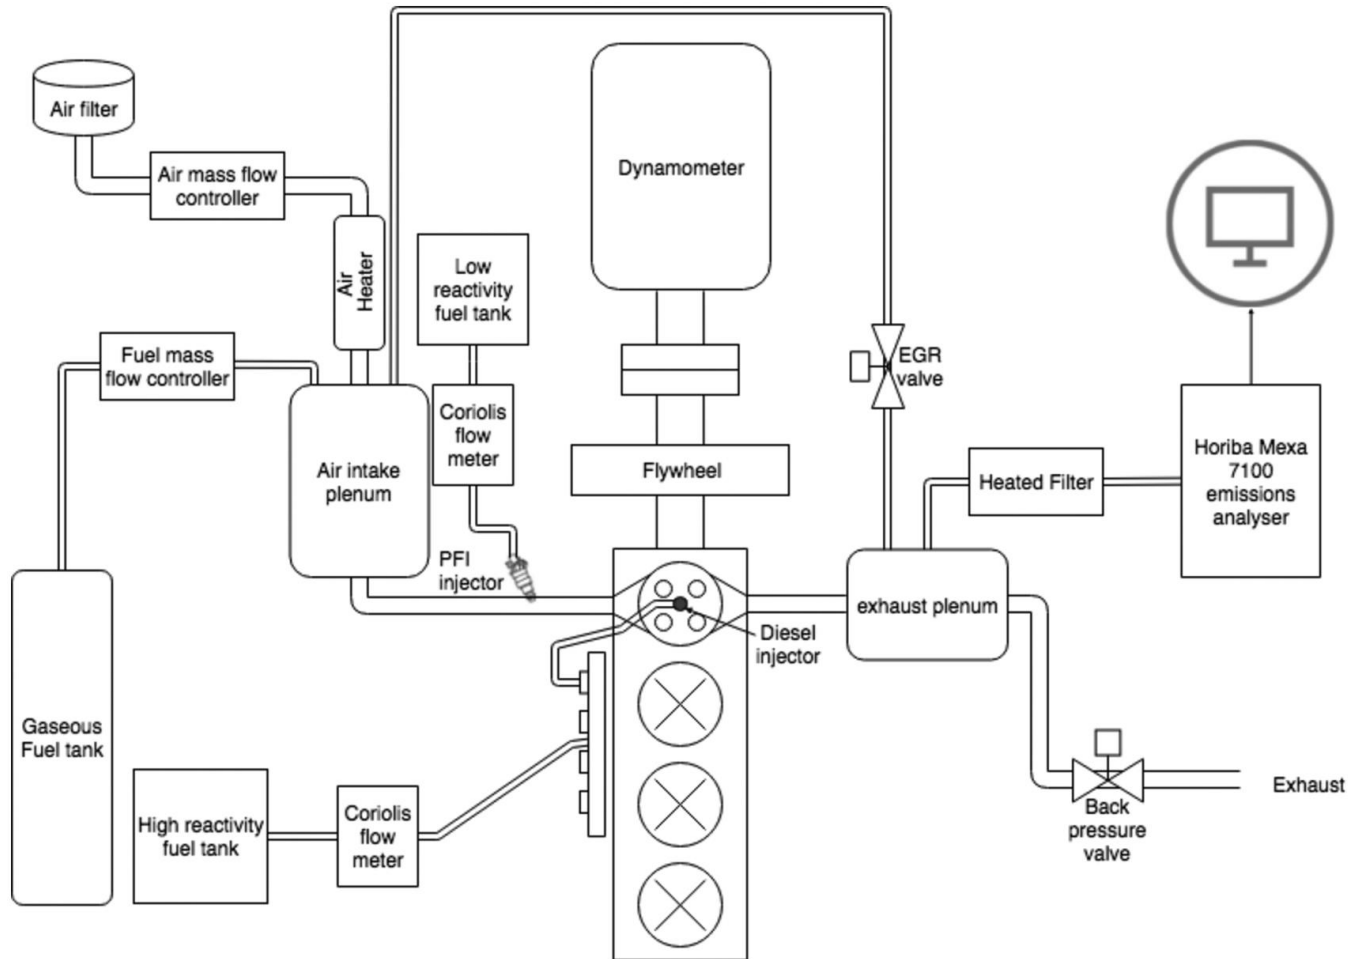 Air filter
Air mass flow
controller
Dynamometer
Air
Heater
Low
reactivity
fuel tank
Fuel mass
flow controller
EGR
valve
Coriolis
flow
meter
Air intake
plenum
Flywheel
Heated Filter
Horiba Mexa
7100
emissions
analyser
PFI
injector
exhaust plenum
Diesel
injector
Gaseous
Fuel tank
High reactivity
fuel tank
Coriolis
flow
meter
Back
pressure
valve
Exhaust